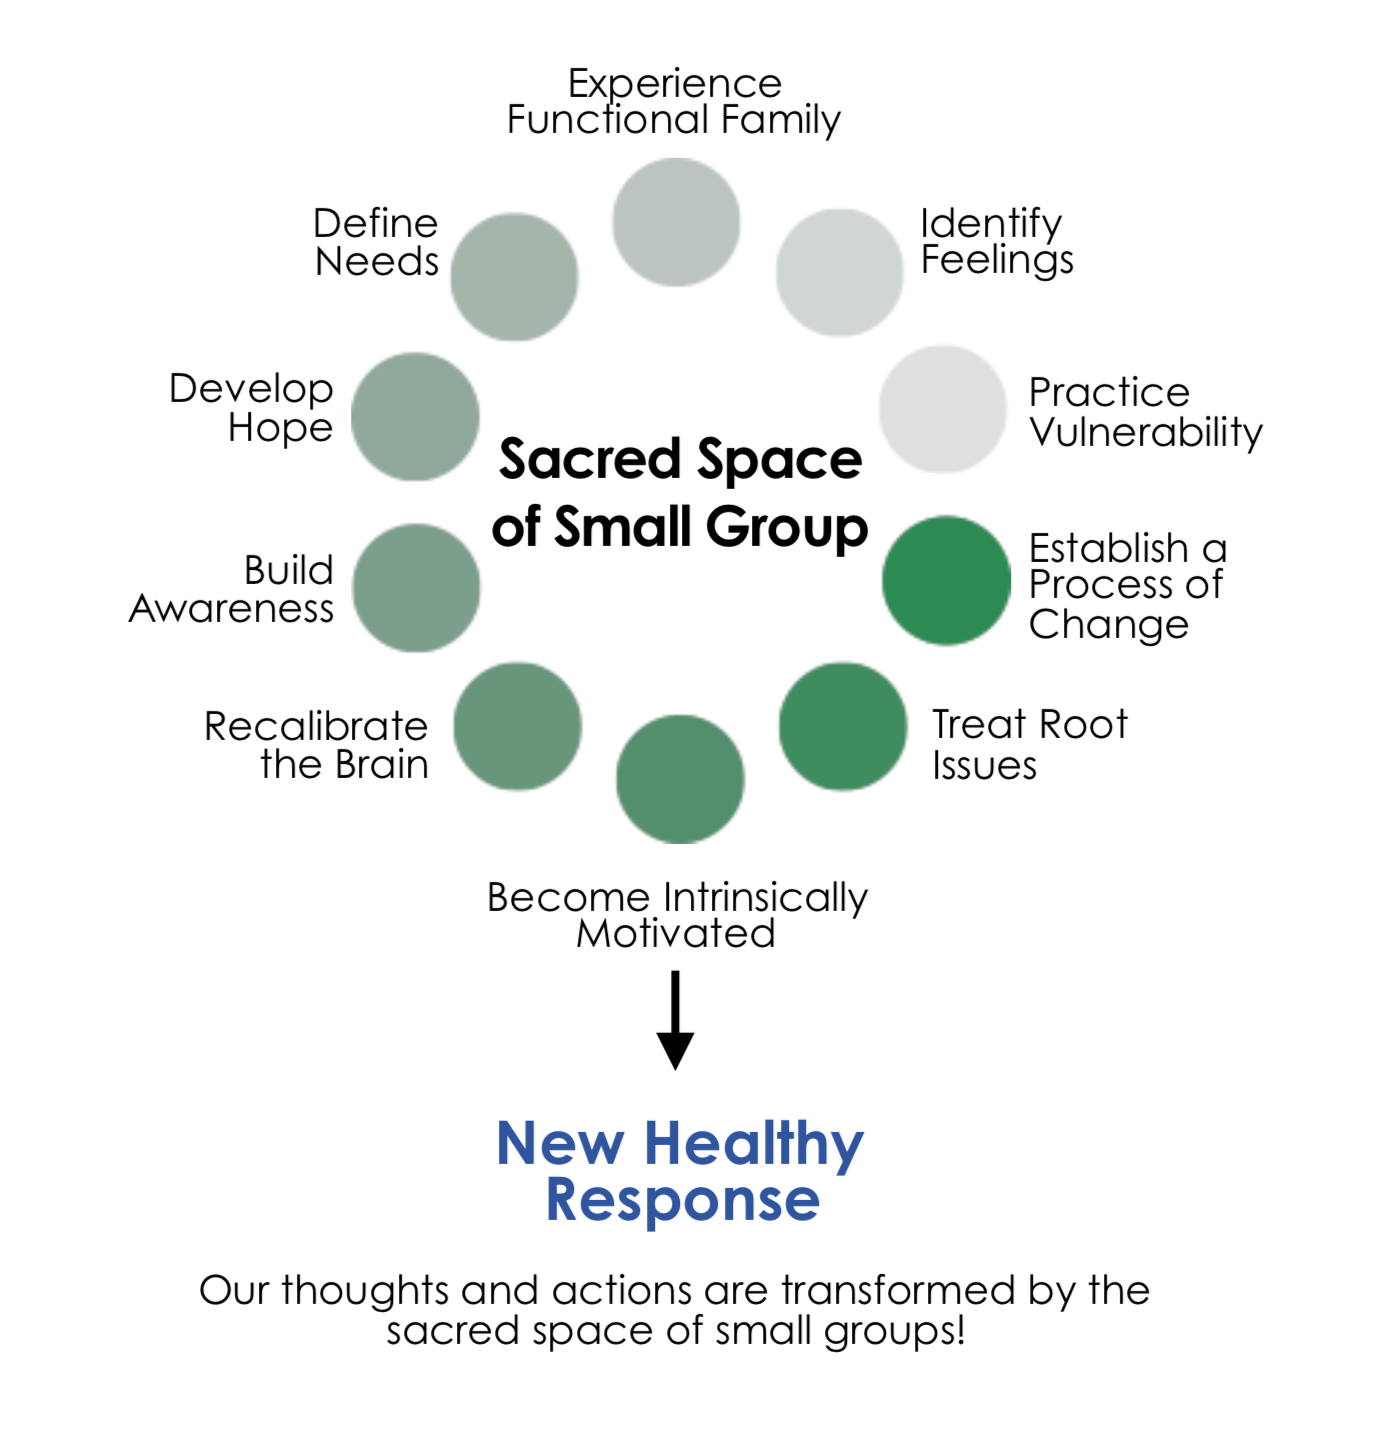 Experience
Functional Family
Define
Needs
Identify
Feelings
Develop
Hope
Practice
Vulnerability
Sacred Space
of Small Group
Build
Awareness
Establish a
Process of
Change
Recalibrate
the Brain
Treat Root
Issues
Become Intrinsically
Motivated
New Healthy
Response
Our thoughts and actions are transformed by the
sacred space of small groups!